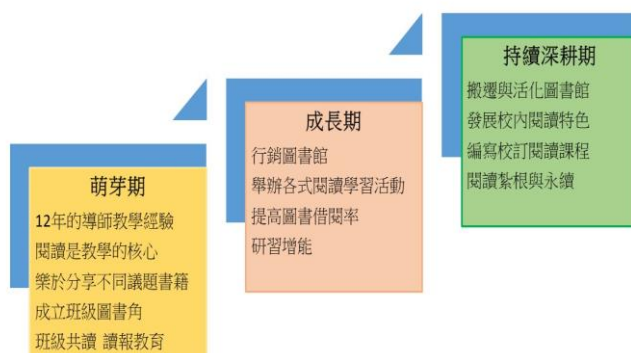 萌芽期
12年的導師教學經驗
閱讀是教學的核心
樂於分享不同議題書籍
成立班級圖書角
班級共讀 讀報教育
成長期
行銷圖書館
舉辦各式閱讀學習活動
提高圖書借閱率
研習增能
持續深耕期
搬遷與活化圖書館
發展校內閱讀特色
編寫校訂閱讀課程
閱讀紮根與永續